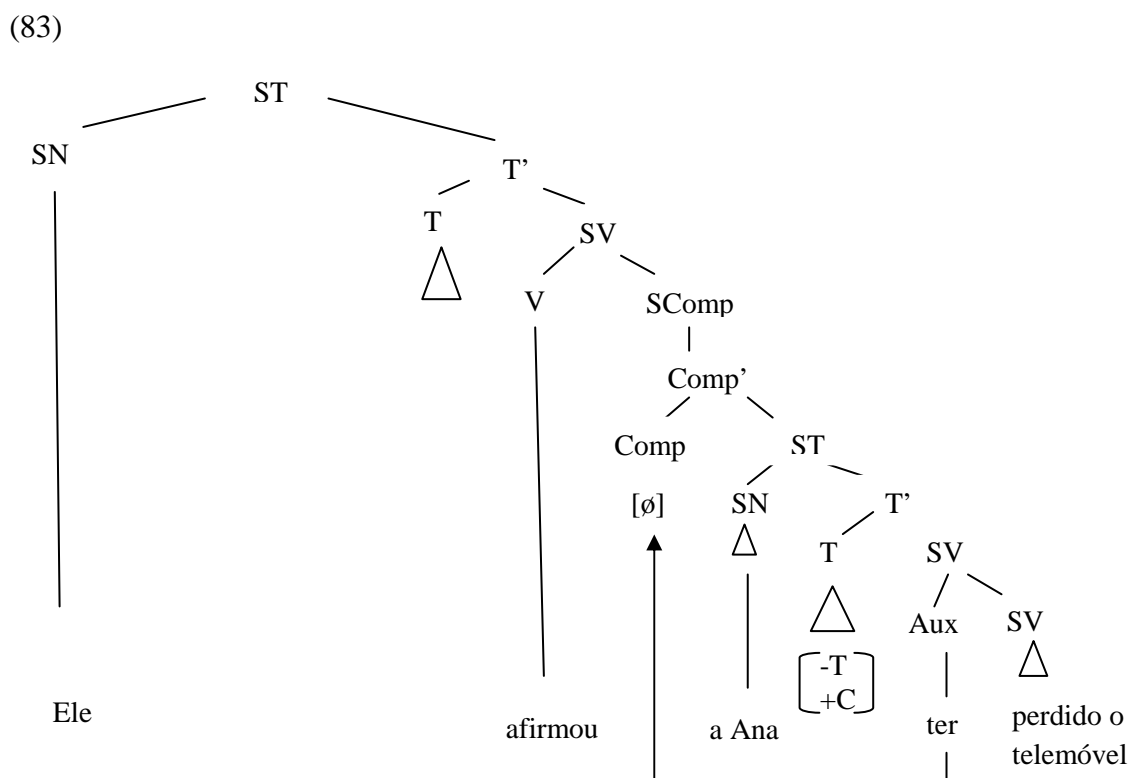 (83)
ST
SN
T’
T
SV
V
SComp
Comp’
Comp
ST
[ø]
SN
T’
T
SV
Aux
SV
-T
+C
Ele
afirmou
a Ana
ter
perdido o
telemóvel